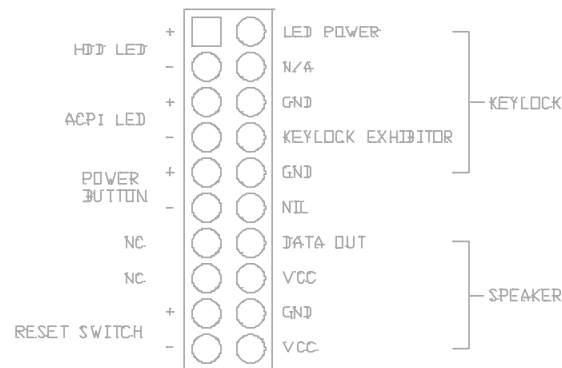 + LED POWER
HDD LED
- N/A
+ GND
ACPI LED
KEYLOCK
- KEYLOCK EXHIBITOR
+ GND
POWER
BUTTON
- NIL
NC DATA OUT
NC VCC
SPEAKER
+ GND
RESET SWITCH
- VCC